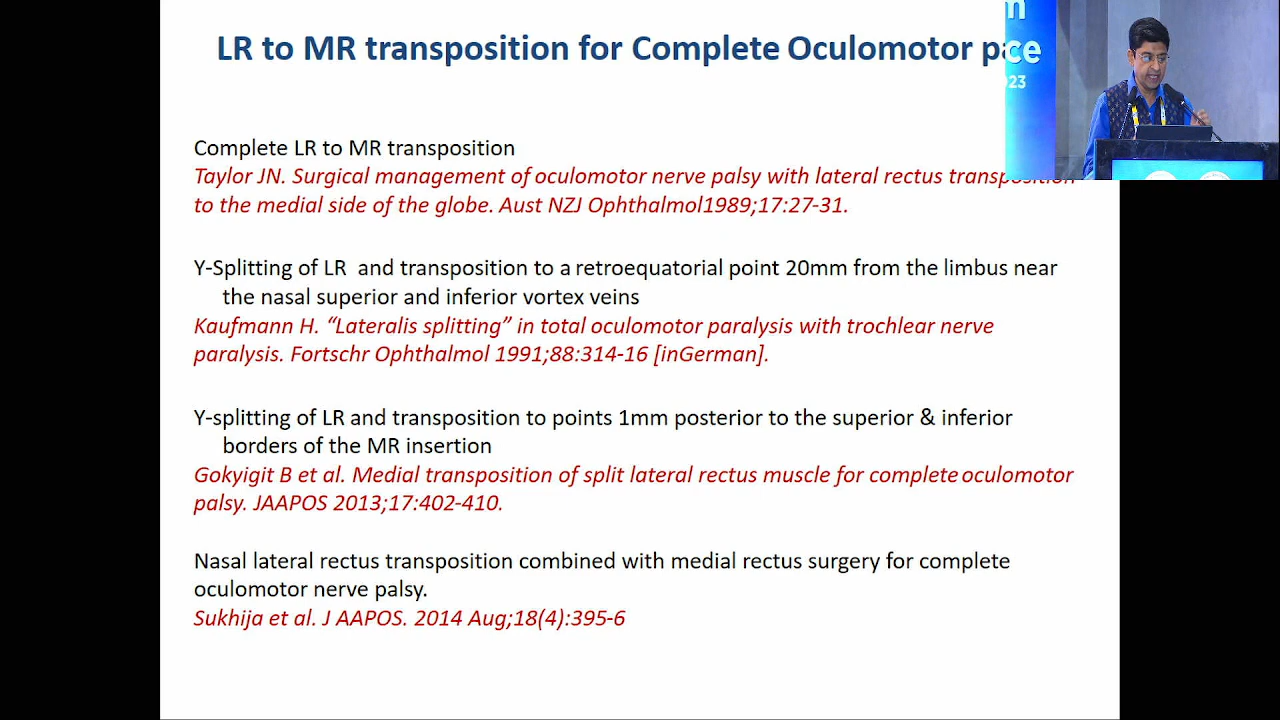 LR to MR transposition for Complete Oculomotor
m
ce
23
Complete LR to MR transposition
Taylor JN. Surgical management of oculomotor nerve palsy with lateral rectus transposition
to the medial side of the globe. Aust NZJ Ophthalmol1989;17:27-31.
Y-Splitting of LR and transposition to a retroequatorial point 20mm from the limbus near
the nasal superior and inferior vortex veins
Kaufmann H. “Lateralis splitting” in total oculomotor paralysis with trochlear nerve
paralysis. Fortschr Ophthalmol 1991;88:314-16 [inGerman].
Y-splitting of LR and transposition to points 1mm posterior to the superior & inferior
borders of the MR insertion
Gokyigit B et al. Medial transposition of split lateral rectus muscle for complete oculomotor
palsy. JAAPOS 2013;17:402-410.
Nasal lateral rectus transposition combined with medial rectus surgery for complete
oculomotor nerve palsy.
Sukhija et al. J AAPOS. 2014 Aug;18(4):395-6